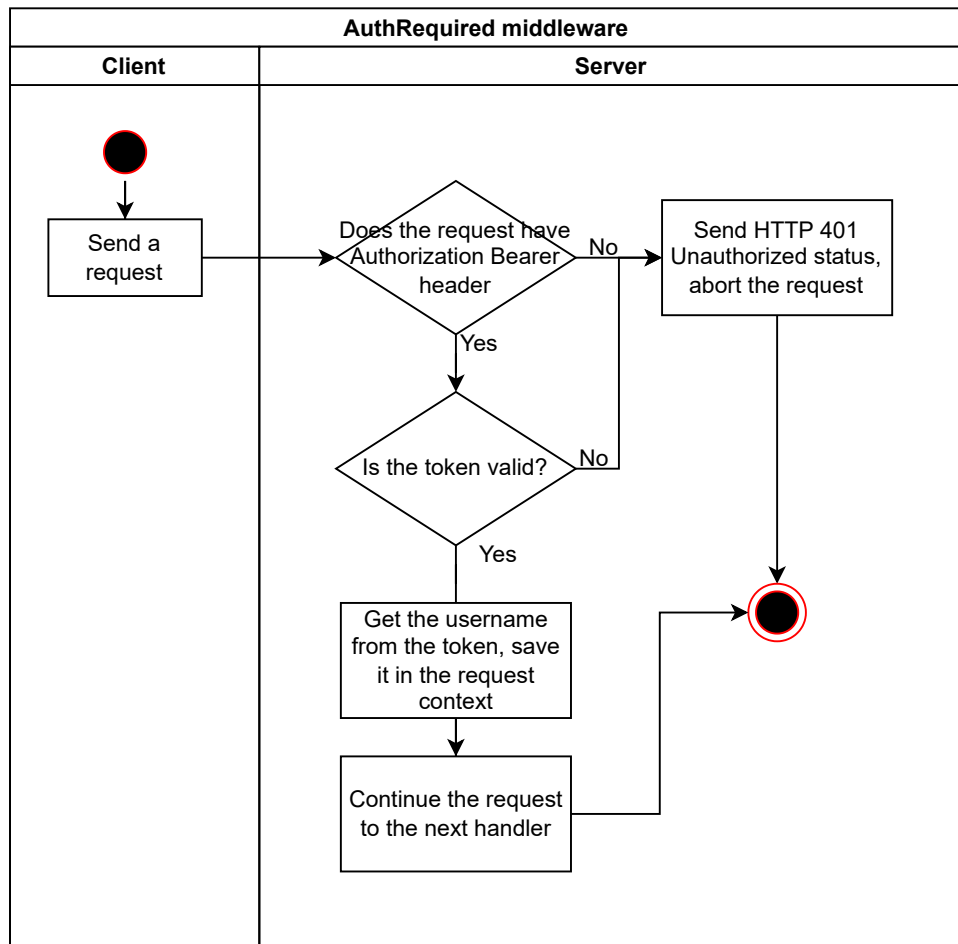 AuthRequired middleware
Client
Server
Send a
request
Does the request have
Authorization Bearer
header
No
Send HTTP 401
Unauthorized status,
abort the request
Yes
Is the token valid?
No
Yes
Get the username
from the token, save
it in the request
context
Continue the request
to the next handler